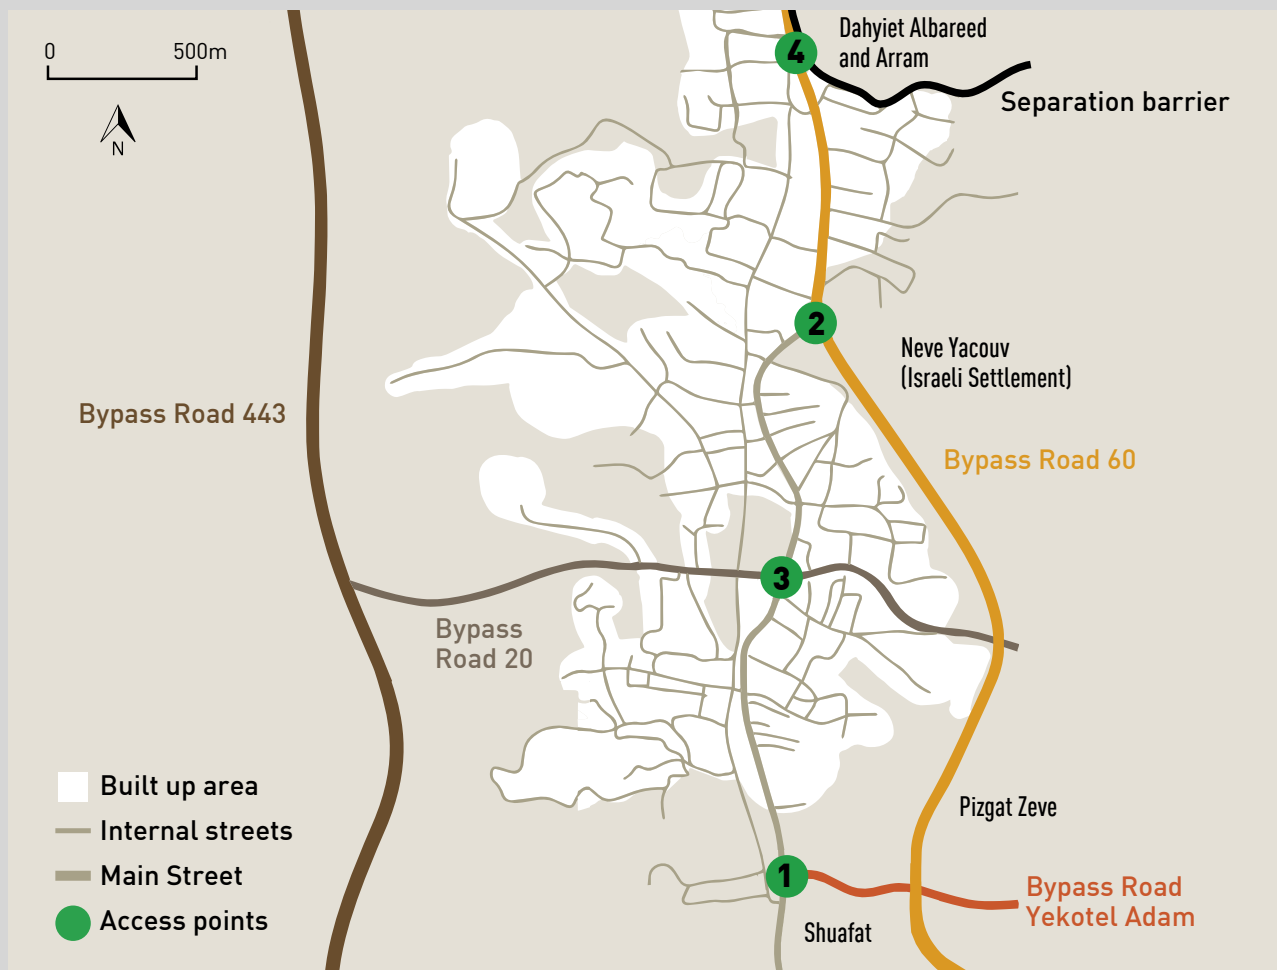 0 500m
N
4
Dahyiet Albareed
and Arram
Separation barrier
2
Neve Yacouv
(Israeli Settlement)
Bypass Road 443
Bypass Road 60
3
Bypass
Road 20
Built up area
Internal streets
Main Street
Access points
Pizgat Zeve
1
Bypass Road
Yekotel Adam
Shuafat